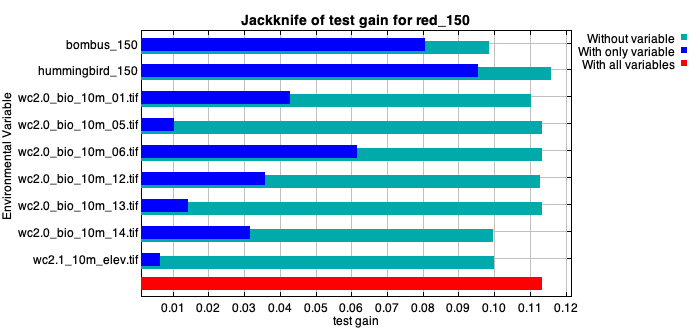 Jackknife of test gain for red_150
Without variable
With only variable
With all variables
Environmental Variable
bombus_150
hummingbird_150
wc2.0_bio_10m_01.tif
wc2.0_bio_10m_05.tif
wc2.0_bio_10m_06.tif
wc2.0_bio_10m_12.tif
wc2.0_bio_10m_13.tif
wc2.0_bio_10m_14.tif
wc2.1_10m_elev.tif
0.01 0.02 0.03 0.04 0.05 0.06 0.07 0.08 0.09 0.10 0.11 0.12
test gain